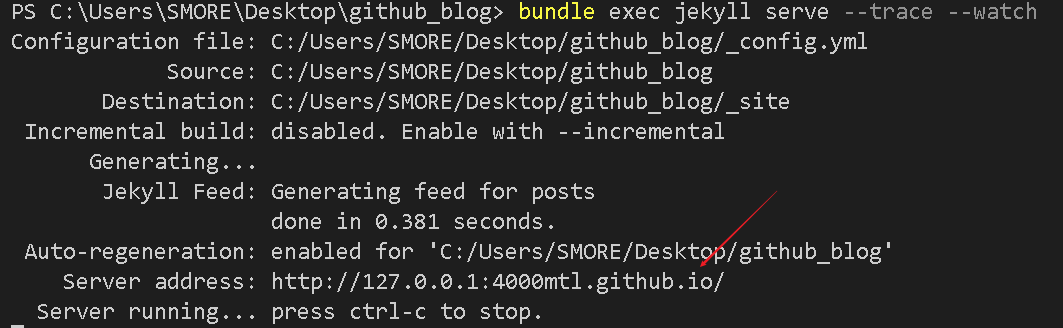 PS C:\Users\SMORE\Desktop\github_blog> bundle exec jekyll serve --trace --watch
Configuration file: C:/Users/SMORE/Desktop/github_blog/_config.yml
Source: C:/Users/SMORE/Desktop/github_blog
Destination: C:/Users/SMORE/Desktop/github_blog/_site
Incremental build: disabled. Enable with --incremental
Generating...
Jekyll Feed: Generating feed for posts
done in 0.381 seconds.
Auto-regeneration: enabled for 'C:/Users/SMORE/Desktop/github_blog'
Server address: http://127.0.0.1:4000mtl.github.io/
Server running... press ctrl-c to stop.